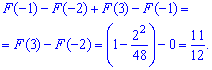 F(-1)-F(-2)+F(3)-F(-1)=
=F(3)-F(-2)=(1-2²/48)-0=11/12.